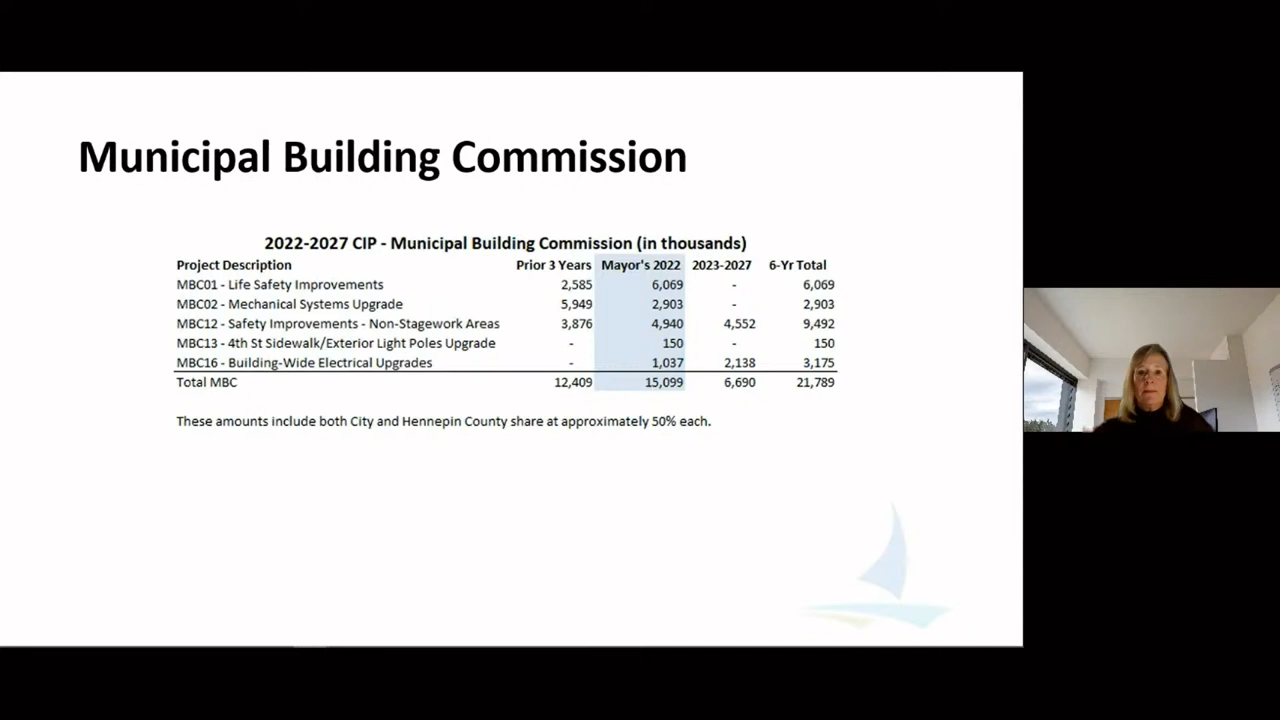 Municipal Building Commission
2022-2027 CIP - Municipal Building Commission (in thousands)
Project Description Prior 3 Years Mayor's 2022 2023-2027 6-Yr Total
MBC01 - Life Safety Improvements 2,585 6,069 - 6,069
MBC02 - Mechanical Systems Upgrade 5,949 2,903 - 2,903
MBC12 - Safety Improvements - Non-Stagework Areas 3,876 4,940 4,552 9,492
MBC13 - 4th St Sidewalk/Exterior Light Poles Upgrade - 150 - 150
MBC16 - Building-Wide Electrical Upgrades - 1,037 2,138 3,175
Total MBC 12,409 15,099 6,690 21,789
These amounts include both City and Hennepin County share at approximately 50% each.